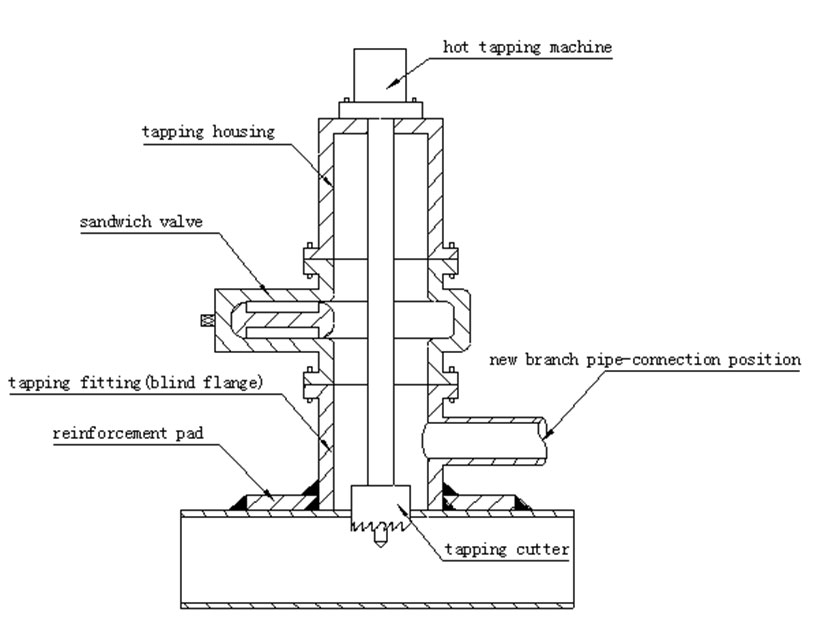 hot tapping machine
tapping housing
sandwich valve
new branch pipe-connection position
tapping fitting(blind flange)
reinforcement pad
tapping cutter